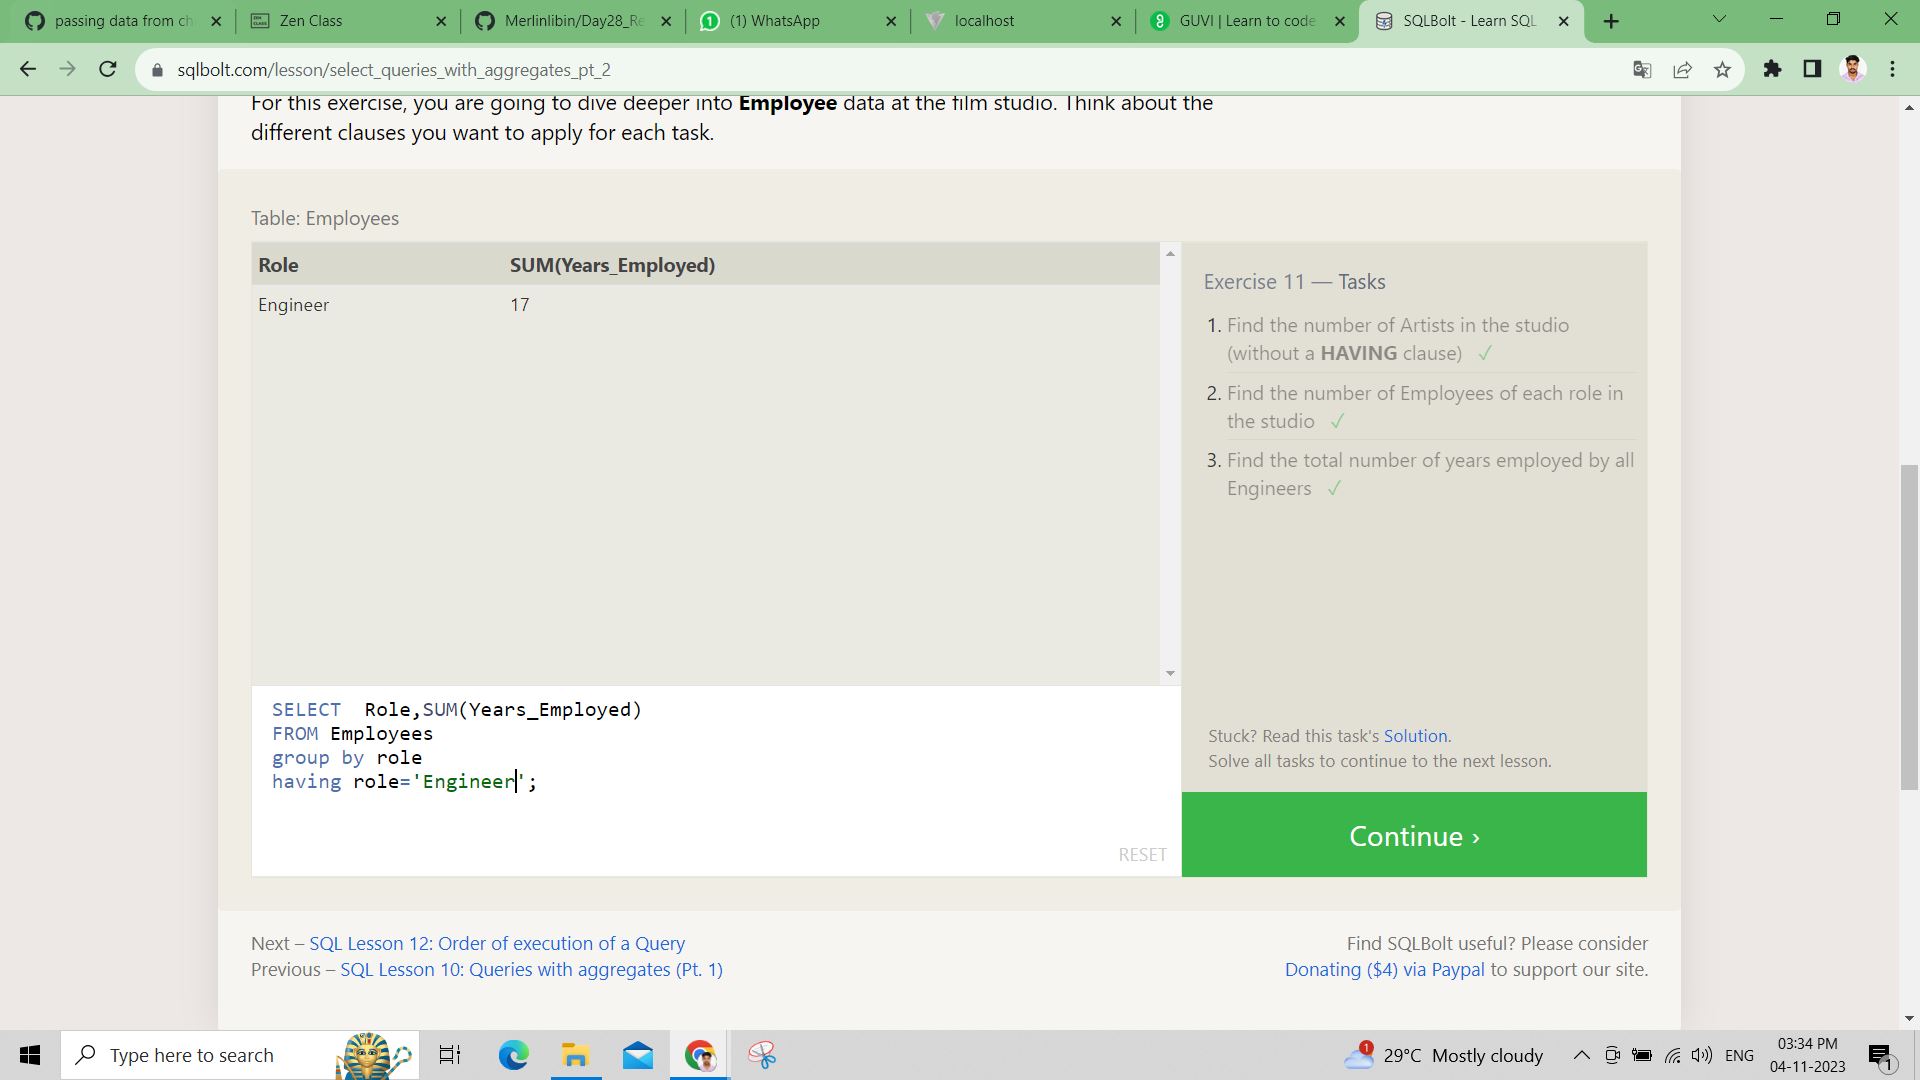 passing data from ch
Zen Class
Merlinlibin/Day28_Re
(1) WhatsApp
localhost
GUVI | Learn to code
SQLBolt - Learn SQL
sqlbolt.com/lesson/select_queries_with_aggregates_pt_2
For this exercise, you are going to dive deeper into Employee data at the film studio. Think about the
different clauses you want to apply for each task.
Table: Employees
Role SUM(Years_Employed)
Engineer 17
Exercise 11 — Tasks
1. Find the number of Artists in the studio
(without a HAVING clause) ✓
2. Find the number of Employees of each role in
the studio ✓
3. Find the total number of years employed by all
Engineers ✓
SELECT  Role,SUM(Years_Employed)
FROM Employees
group by role
having role='Engineer';
RESET
Stuck? Read this task's Solution.
Solve all tasks to continue to the next lesson.
Continue ›
Next – SQL Lesson 12: Order of execution of a Query
Previous – SQL Lesson 10: Queries with aggregates (Pt. 1)
Find SQLBolt useful? Please consider
Donating ($4) via Paypal to support our site.
Type here to search
1
29°C Mostly cloudy
ENG
03:34 PM
04-11-2023
1